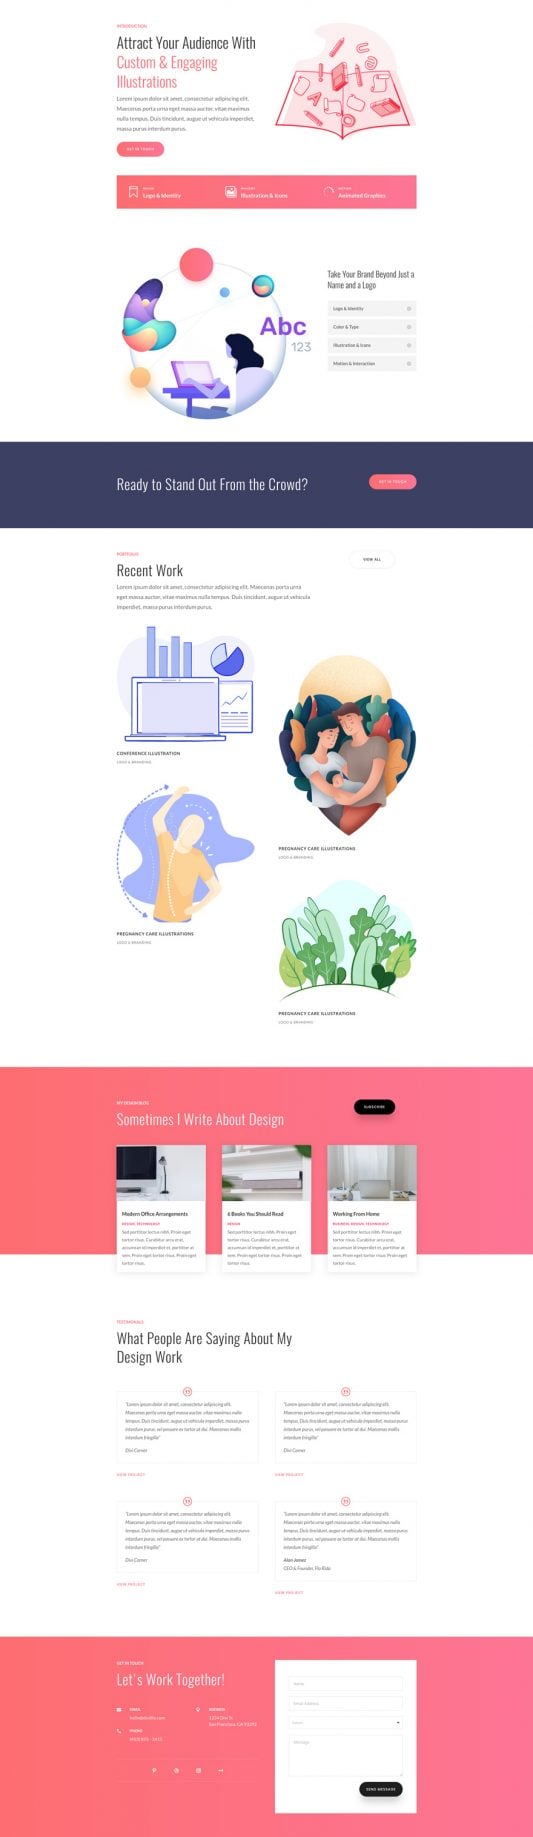 INTRODUCTION
Attract Your Audience With
Custom & Engaging
Illustrations
Lorem ipsum dolor sit amet, consectetur adipiscing elit.
Maecenas porta urna eget massa auctor, vitae maximus
nulla tempus. Duis tincidunt, augue ut vehicula imperdiet,
massa purus interdum purus.
GET IN TOUCH
Logo & Identity
Illustration & Icons
Animated Graphics
Abc
123
Take Your Brand Beyond Just a
Name and a Logo
Logo & Identity
Color & Type
Illustration & Icons
Motion & Interaction
Ready to Stand Out From the Crowd?
GET IN TOUCH
PORTFOLIO
VIEW ALL
Recent Work
Lorem ipsum dolor sit amet, consectetur adipiscing elit. Maecenas porta urna
eget massa auctor, vitae maximus nulla tempus. Duis tincidunt, augue ut vehicula
imperdiet, massa purus interdum purus.
CONFERENCE ILLUSTRATION
LOGO & BRANDING
PREGNANCY CARE ILLUSTRATIONS
LOGO & BRANDING
PREGNANCY CARE ILLUSTRATIONS
LOGO & BRANDING
PREGNANCY CARE ILLUSTRATIONS
LOGO & BRANDING
MY DESIGN BLOG
Sometimes I Write About Design
SUBSCRIBE
Modern Office Arrangements
DESIGN, TECHNOLOGY
Sed porttitor lectus nibh. Proin eget
tortor risus. Curabitur arcu erat,
accumsan id imperdiet et, porttitor at
sem. Proin eget tortor risus. Proin eget
tortor risus.
6 Books You Should Read
DESIGN
Sed porttitor lectus nibh. Proin eget
tortor risus. Curabitur arcu erat,
accumsan id imperdiet et, porttitor at
sem. Proin eget tortor risus. Proin eget
tortor risus.
Working From Home
BUSINESS, DESIGN, TECHNOLOGY
Sed porttitor lectus nibh. Proin eget
tortor risus. Curabitur arcu erat,
accumsan id imperdiet et, porttitor at
sem. Proin eget tortor risus. Proin eget
tortor risus.
TESTIMONIALS
What People Are Saying About My
Design Work
"Lorem ipsum dolor sit amet, consectetur adipiscing elit.
Maecenas porta urna eget massa auctor, vitae maximus nulla
tempus. Duis tincidunt, augue ut vehicula imperdiet, massa purus
interdum purus, vel posuere ex tortor at dui. Maecenas mollis
interdum fringilla"
Divi Corner
VIEW PROJECT
"Lorem ipsum dolor sit amet, consectetur adipiscing elit.
Maecenas porta urna eget massa auctor, vitae maximus nulla
tempus. Duis tincidunt, augue ut vehicula imperdiet, massa purus
interdum purus, vel posuere ex tortor at dui. Maecenas mollis
interdum fringilla"
Divi Corner
VIEW PROJECT
"Lorem ipsum dolor sit amet, consectetur adipiscing elit.
Maecenas porta urna eget massa auctor, vitae maximus nulla
tempus. Duis tincidunt, augue ut vehicula imperdiet, massa purus
interdum purus, vel posuere ex tortor at dui. Maecenas mollis
interdum fringilla"
Divi Corner
VIEW PROJECT
"Lorem ipsum dolor sit amet, consectetur adipiscing elit.
Maecenas porta urna eget massa auctor, vitae maximus nulla
tempus. Duis tincidunt, augue ut vehicula imperdiet, massa purus
interdum purus, vel posuere ex tortor at dui. Maecenas mollis
interdum fringilla"
Alan Jamez
CEO & Founder, Flo Rida
VIEW PROJECT
GET IN TOUCH
Let's Work Together!
EMAIL
ADDRESS
1234 Divi St.
San Francisco, CA 93292
PHONE
Name
Email Address
Message
SEND MESSAGE